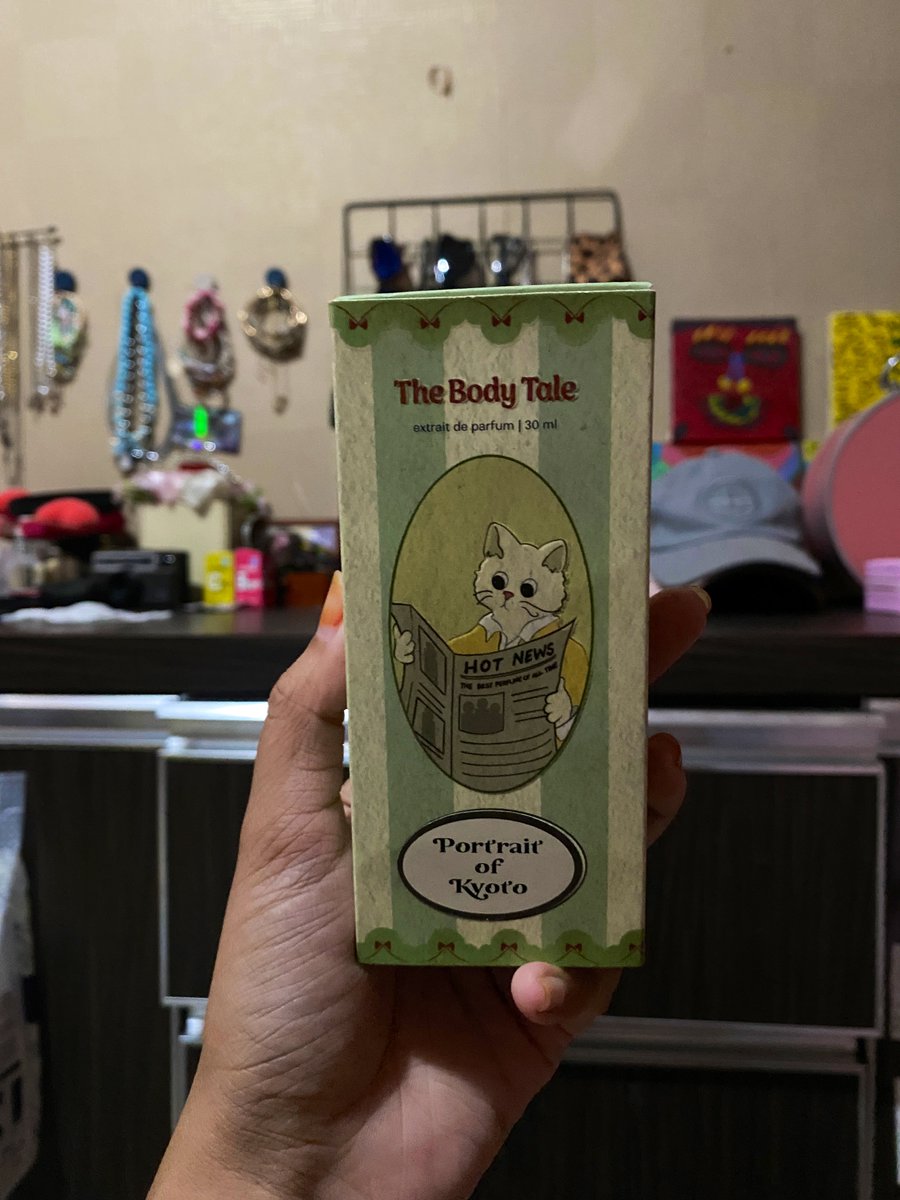 The Body Tale
extrait de parfum | 30 ml
HOT NEWS
THE BEST PERFUME OF ALL TIME
Portrait
of
Kyoto